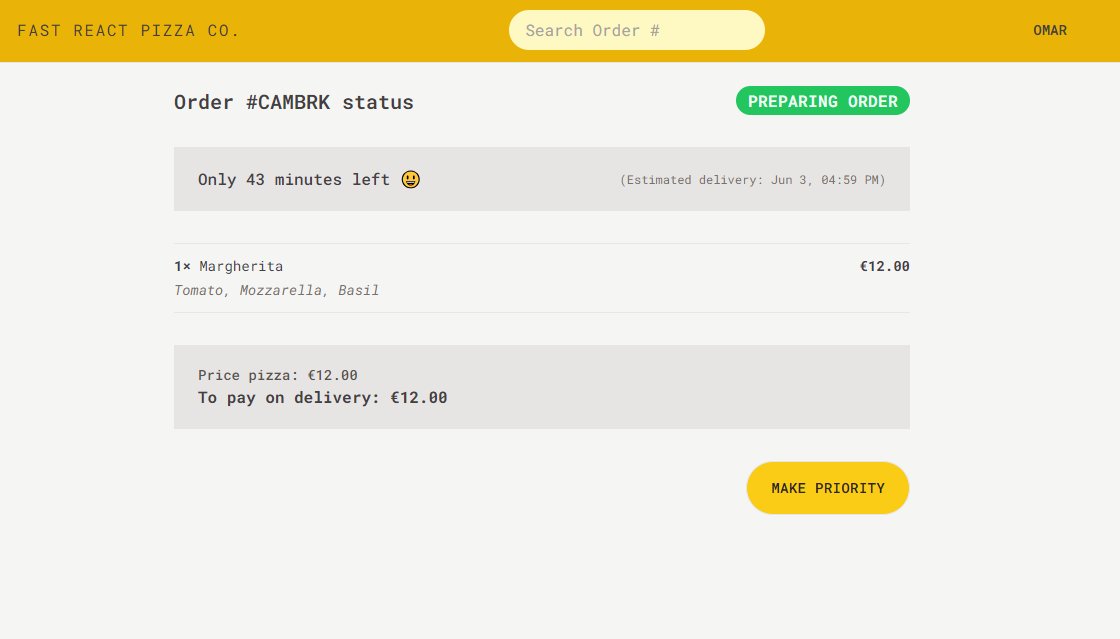 FAST REACT PIZZA CO.
Search Order #
OMAR
Order #CAMBRK status
PREPARING ORDER
Only 43 minutes left 😃
(Estimated delivery: Jun 3, 04:59 PM)
1× Margherita
€12.00
Tomato, Mozzarella, Basil
Price pizza: €12.00
To pay on delivery: €12.00
MAKE PRIORITY